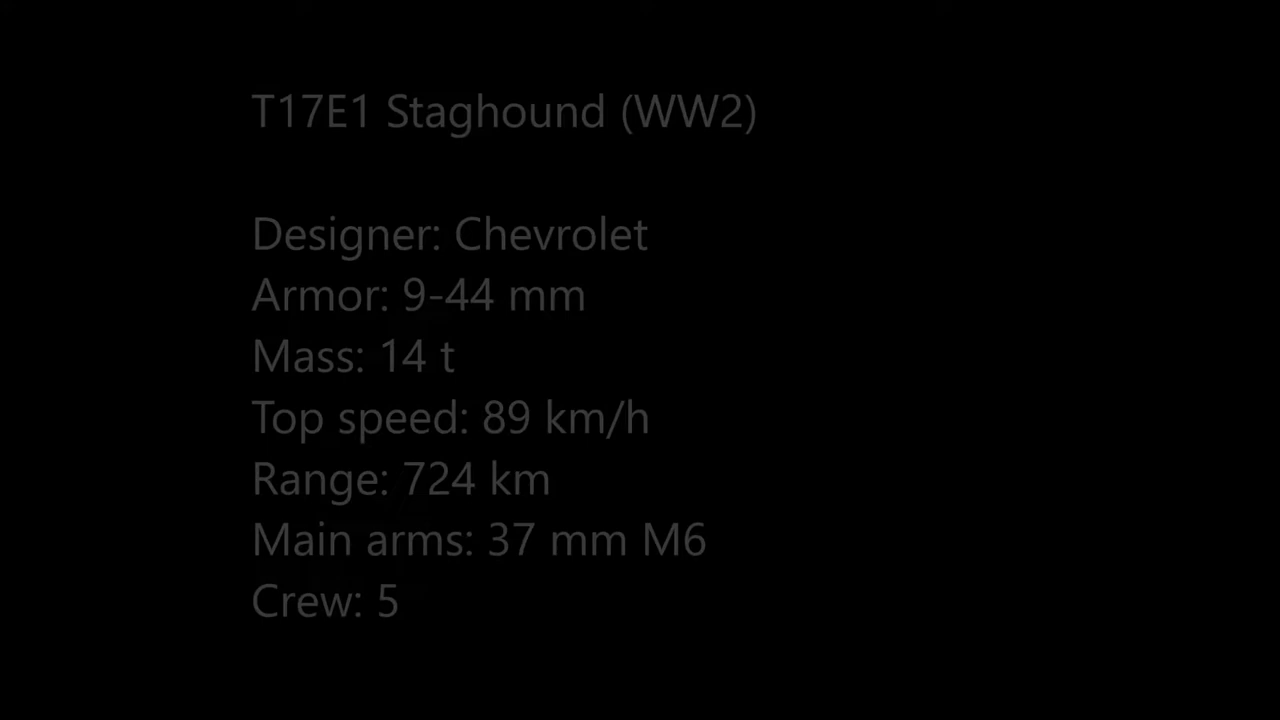 T17E1 Staghound (WW2)
Designer: Chevrolet
Armor: 9-44 mm
Mass: 14 t
Top speed: 89 km/h
Range: 724 km
Main arms: 37 mm M6
Crew: 5